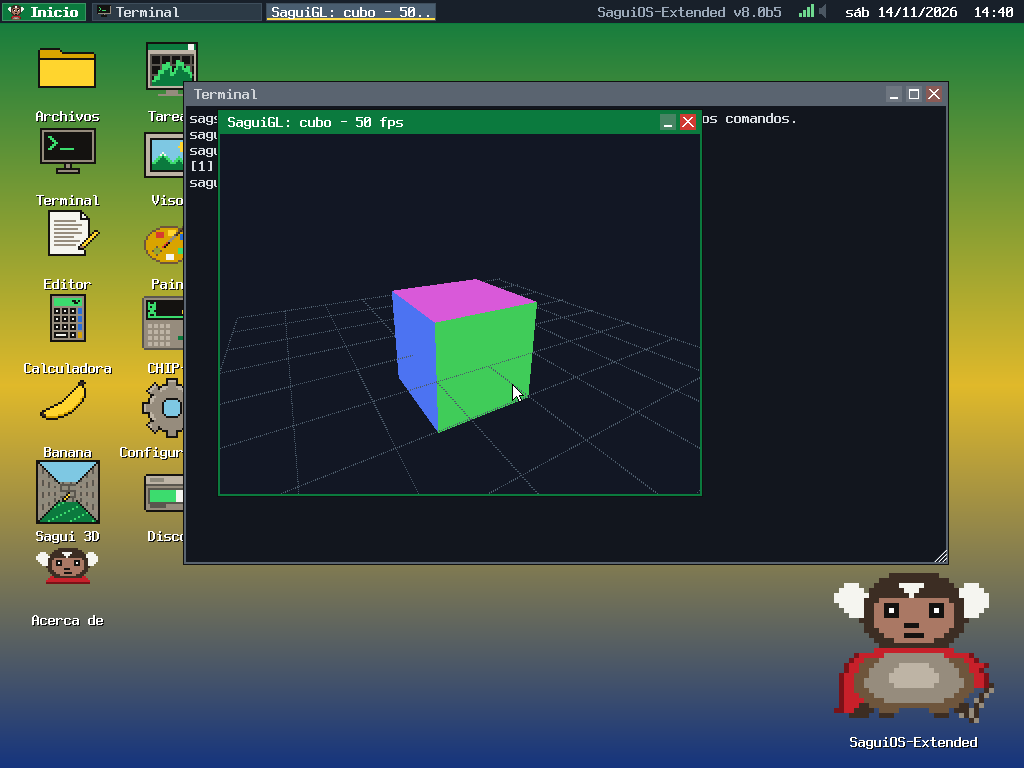 Inicio
Terminal
SaguiGL: cubo - 50..
SaguiOS-Extended v8.0b5
sáb 14/11/2026 14:40
Archivos
Terminal
Editor
Calculadora
Banana
Sagui 3D
Acerca de
Terminal
os comandos.
[1]
SaguiGL: cubo - 50 fps
SaguiOS-Extended